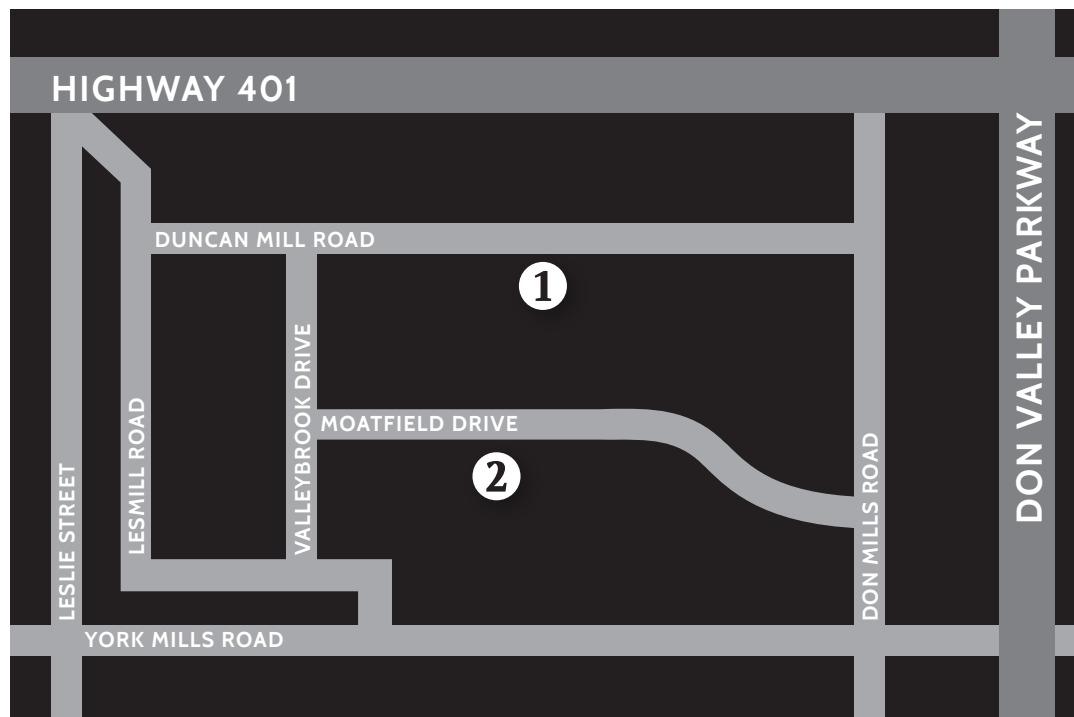 HIGHWAY 401
DON VALLEY PARKWAY
DUNCAN MILL ROAD
1
VALLEYBROOK DRIVE
MOATFIELD DRIVE
2
LESMILL ROAD
LESLIE STREET
DON MILLS ROAD
YORK MILLS ROAD